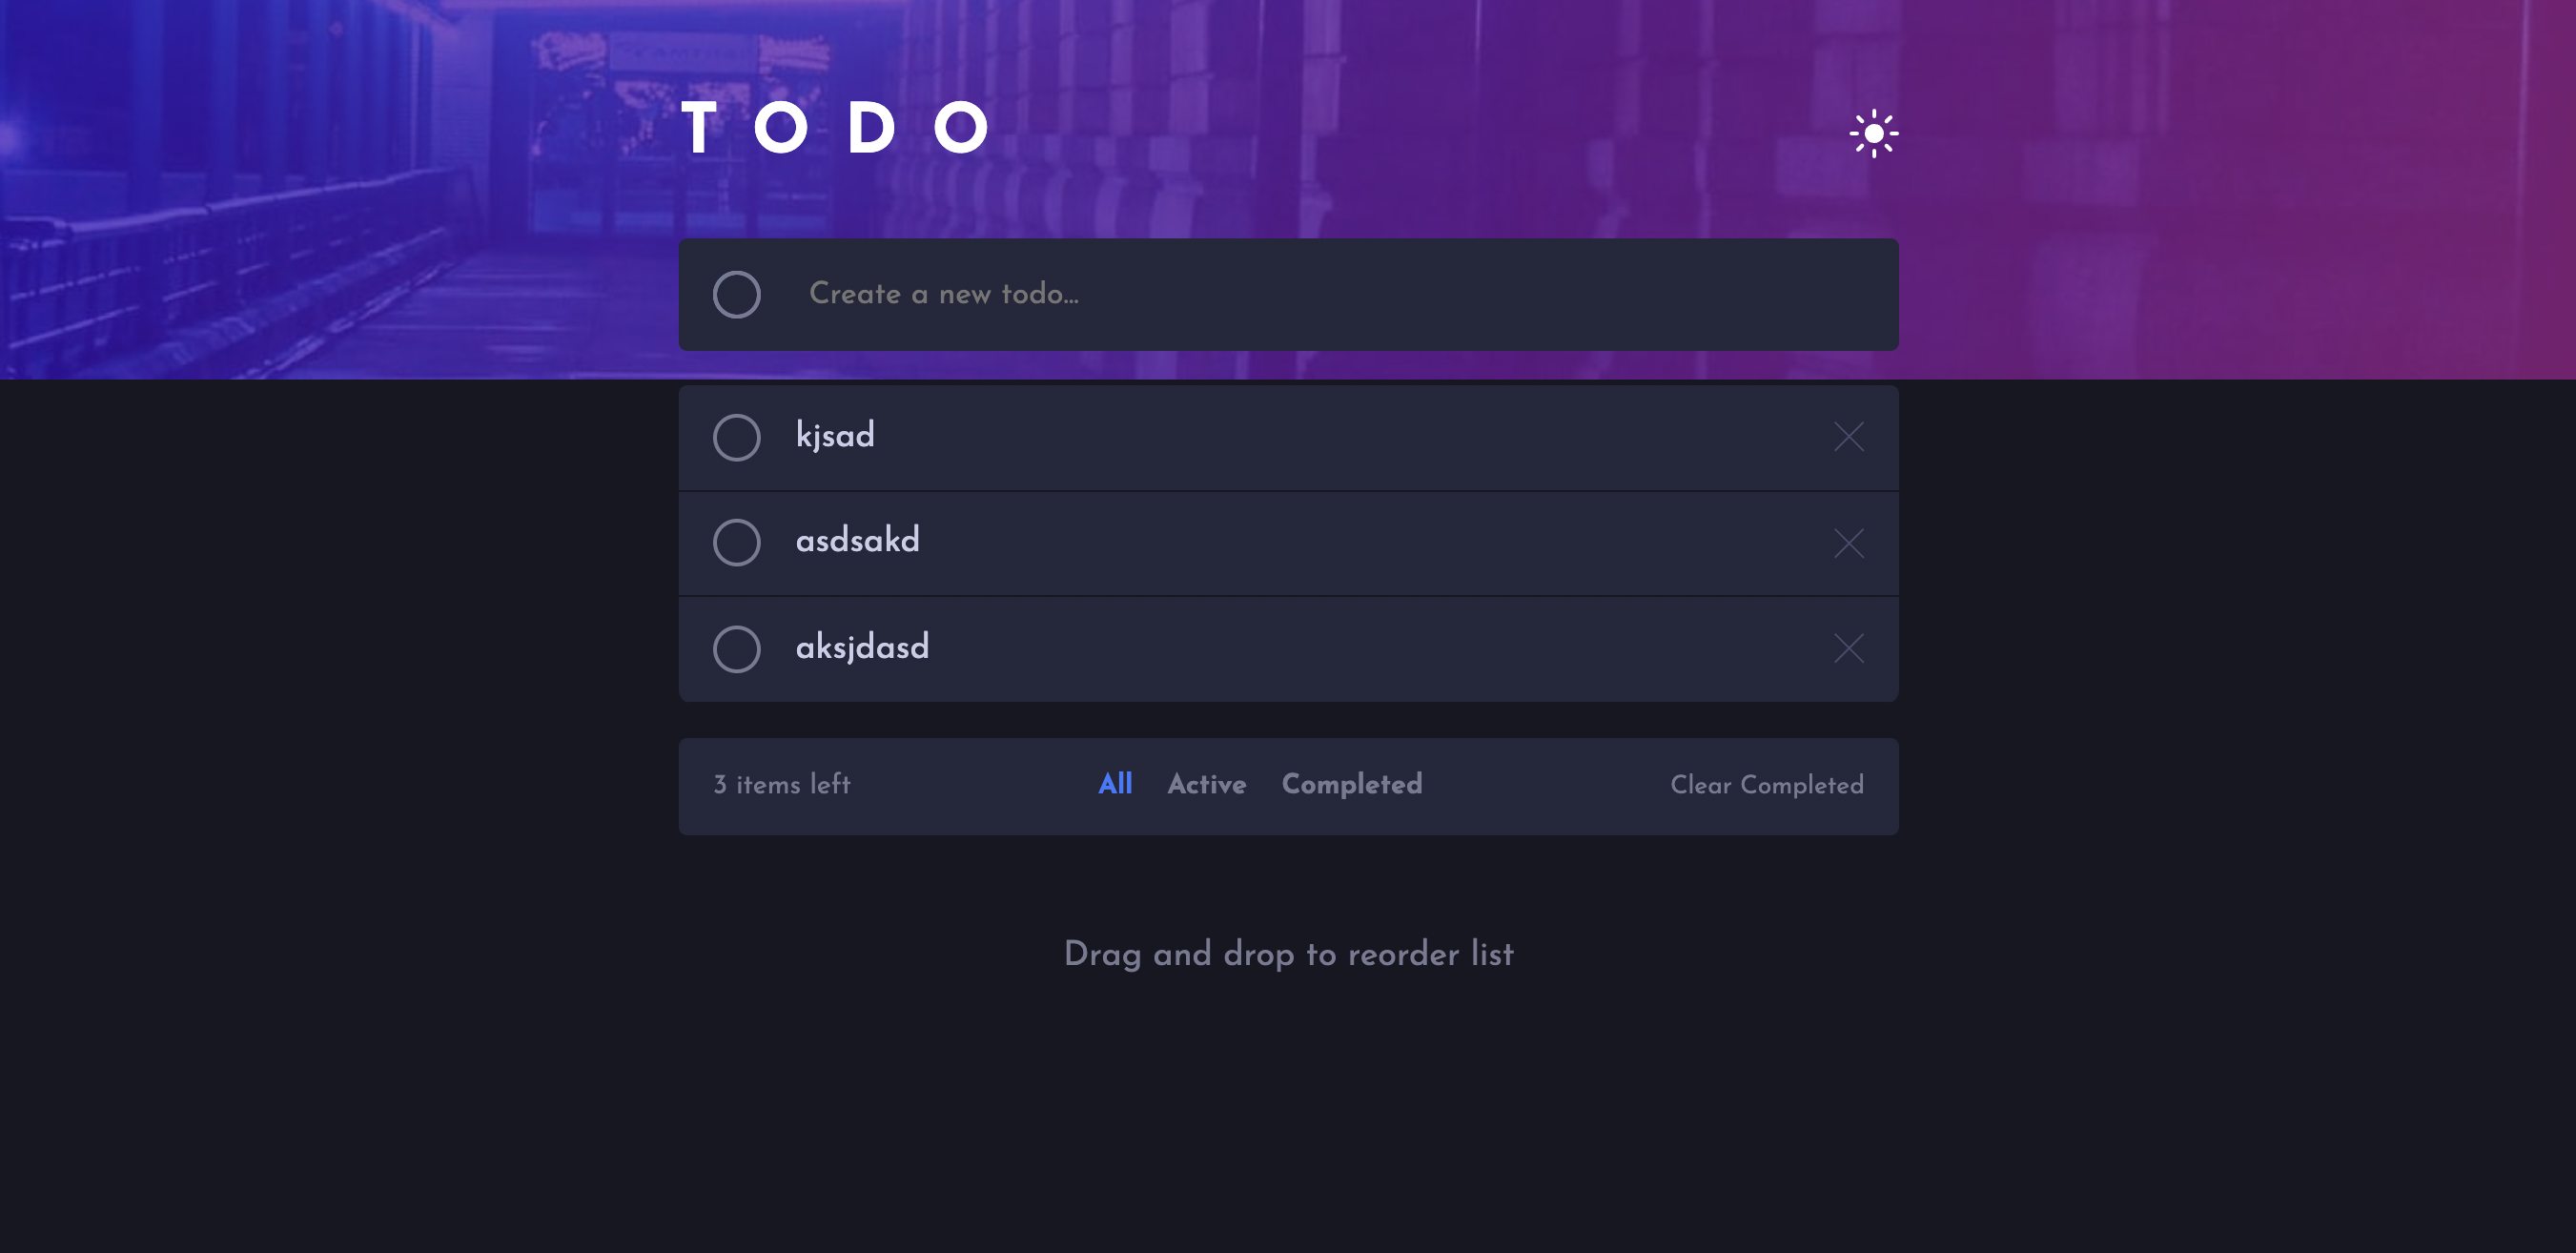 TODO
Create a new todo...
kjsad
asdsakd
aksjdasd
3 items left All Active Completed Clear Completed
Drag and drop to reorder list